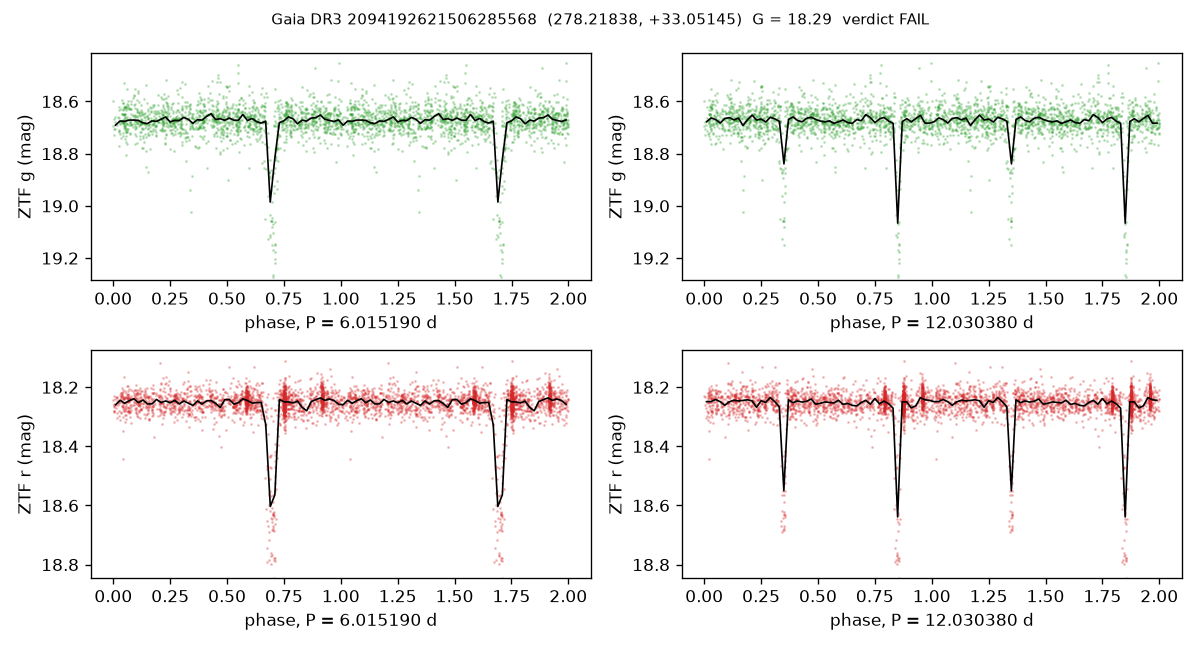 Gaia DR3 2094192621506285568 (278.21838, +33.05145) G = 18.29 verdict FAIL
ZTF g (mag)
18.6
18.8
19.0
19.2
0.00 0.25 0.50 0.75 1.00 1.25 1.50 1.75 2.00
phase, P = 6.015190 d
ZTF g (mag)
18.6
18.8
19.0
19.2
0.00 0.25 0.50 0.75 1.00 1.25 1.50 1.75 2.00
phase, P = 12.030380 d
ZTF r (mag)
18.2
18.4
18.6
18.8
0.00 0.25 0.50 0.75 1.00 1.25 1.50 1.75 2.00
phase, P = 6.015190 d
ZTF r (mag)
18.2
18.4
18.6
18.8
0.00 0.25 0.50 0.75 1.00 1.25 1.50 1.75 2.00
phase, P = 12.030380 d